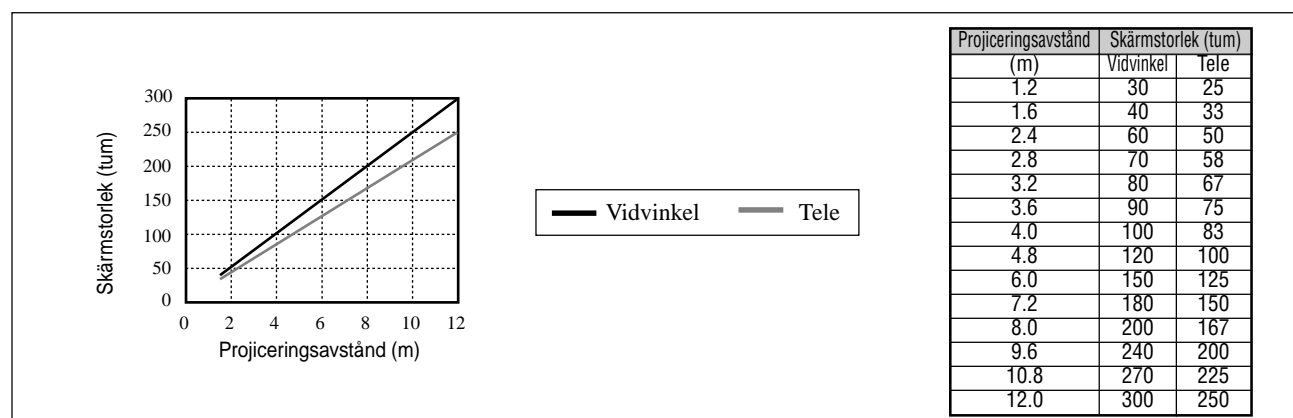 300
250
200
150
100
50
0
Skärmstorlek (tum)
0 2 4 6 8 10 12
Projiceringsavstånd (m)
Vidvinkel Tele
Projiceringsavstånd Skärmstorlek (tum)
(m) Vidvinkel Tele
1.2 30 25
1.6 40 33
2.4 60 50
2.8 70 58
3.2 80 67
3.6 90 75
4.0 100 83
4.8 120 100
6.0 150 125
7.2 180 150
8.0 200 167
9.6 240 200
10.8 270 225
12.0 300 250